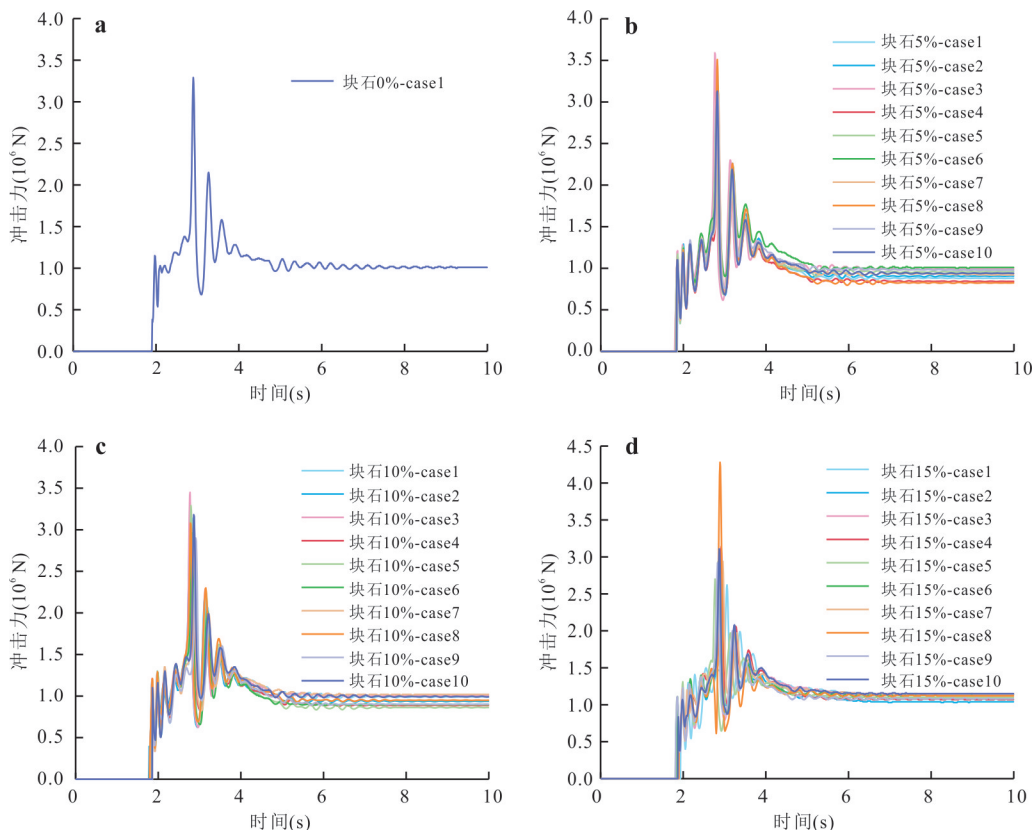 a
4.0
3.5
3.0
2.5
2.0
1.5
1.0
0.5
0.0
冲击力(10⁶ N)
块石0%-case1
0 2 4 6 8 10
时间(s)
b
4.0
3.5
3.0
2.5
2.0
1.5
1.0
0.5
0.0
冲击力(10⁶ N)
块石5%-case1
块石5%-case2
块石5%-case3
块石5%-case4
块石5%-case5
块石5%-case6
块石5%-case7
块石5%-case8
块石5%-case9
块石5%-case10
0 2 4 6 8 10
时间(s)
c
4.0
3.5
3.0
2.5
2.0
1.5
1.0
0.5
0.0
冲击力(10⁶ N)
块石10%-case1
块石10%-case2
块石10%-case3
块石10%-case4
块石10%-case5
块石10%-case6
块石10%-case7
块石10%-case8
块石10%-case9
块石10%-case10
0 2 4 6 8 10
时间(s)
d
4.5
4.0
3.5
3.0
2.5
2.0
1.5
1.0
0.5
0.0
冲击力(10⁶ N)
块石15%-case1
块石15%-case2
块石15%-case3
块石15%-case4
块石15%-case5
块石15%-case6
块石15%-case7
块石15%-case8
块石15%-case9
块石15%-case10
0 2 4 6 8 10
时间(s)